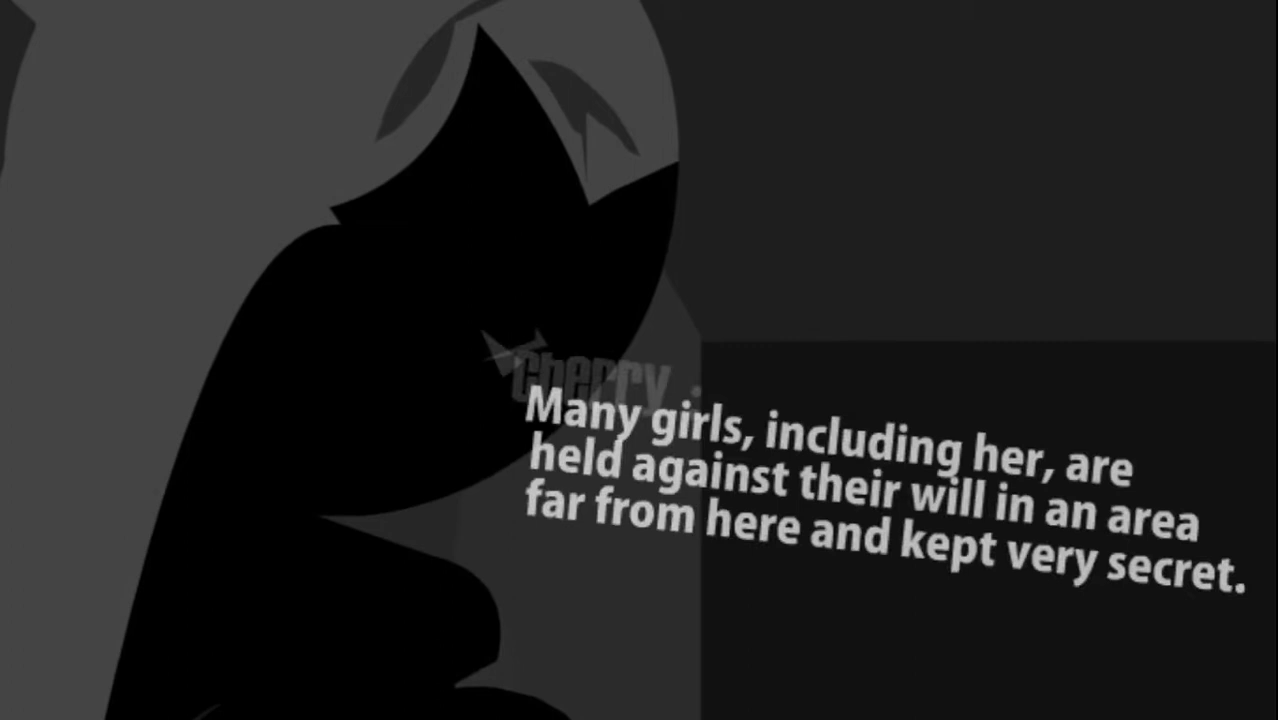 cherry
Many girls, including her, are
held against their will in an area
far from here and kept very secret.